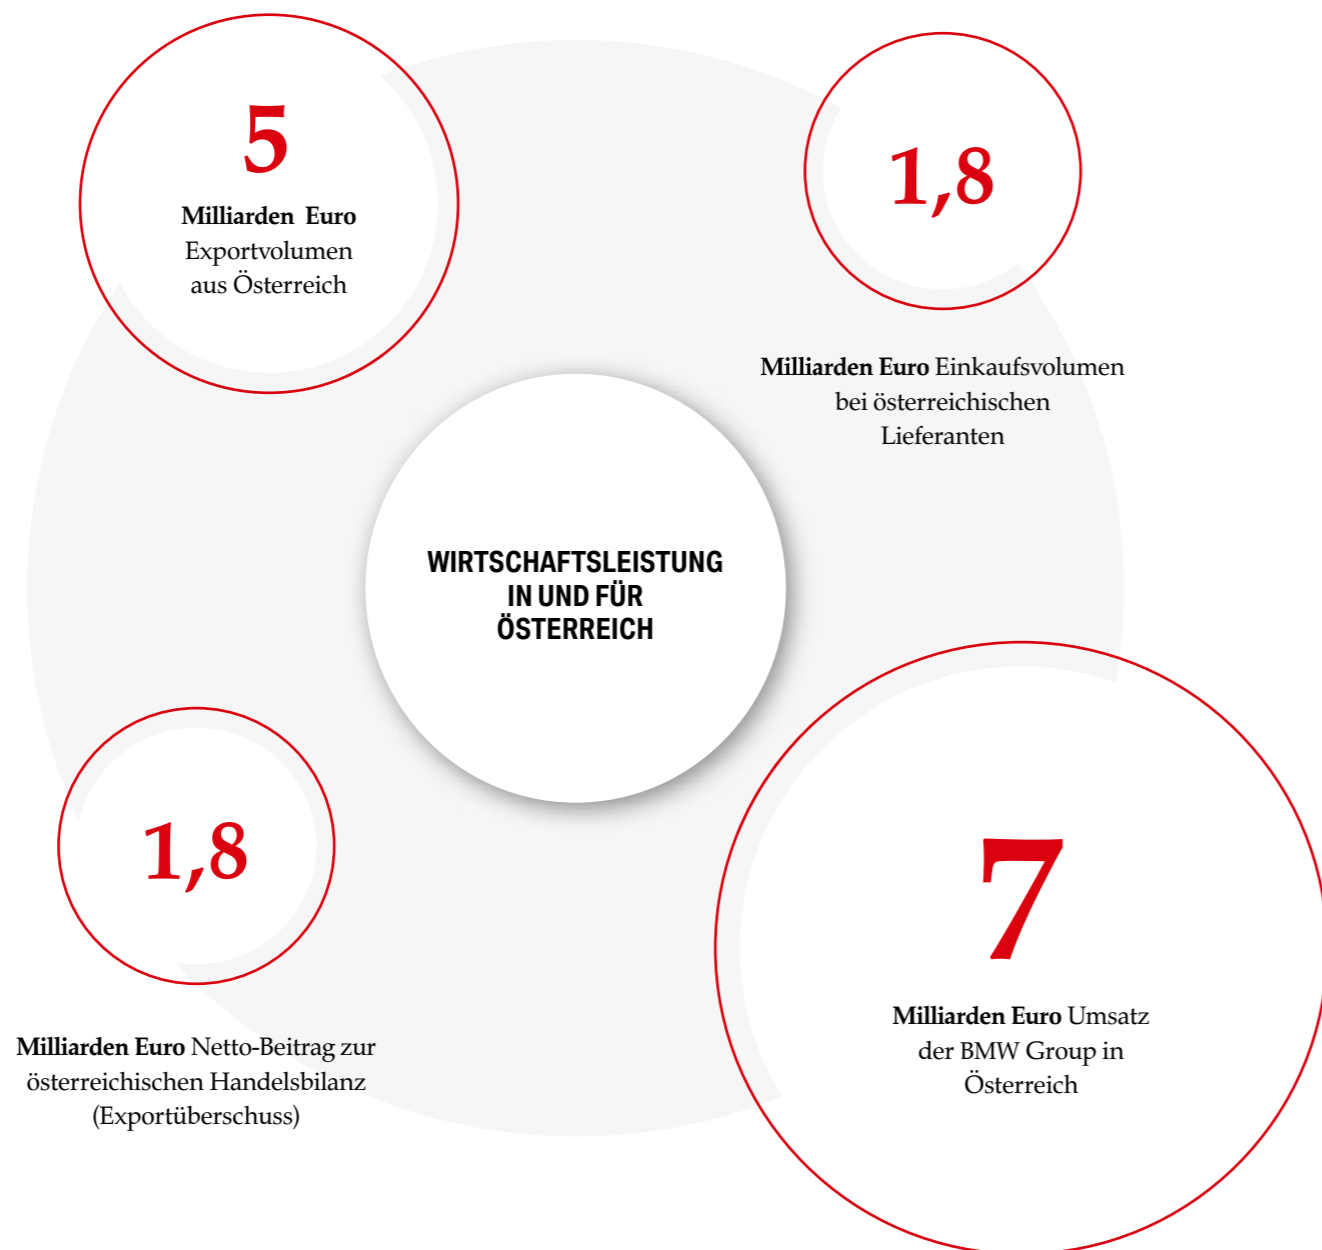 5
Milliarden Euro
Exportvolumen
aus Österreich
1,8
Milliarden Euro Einkaufsvolumen
bei österreichischen
Lieferanten
WIRTSCHAFTSLEISTUNG
IN UND FÜR
ÖSTERREICH
1,8
Milliarden Euro Netto-Beitrag zur
österreichischen Handelsbilanz
(Exportüberschuss)
7
Milliarden Euro Umsatz
der BMW Group in
Österreich